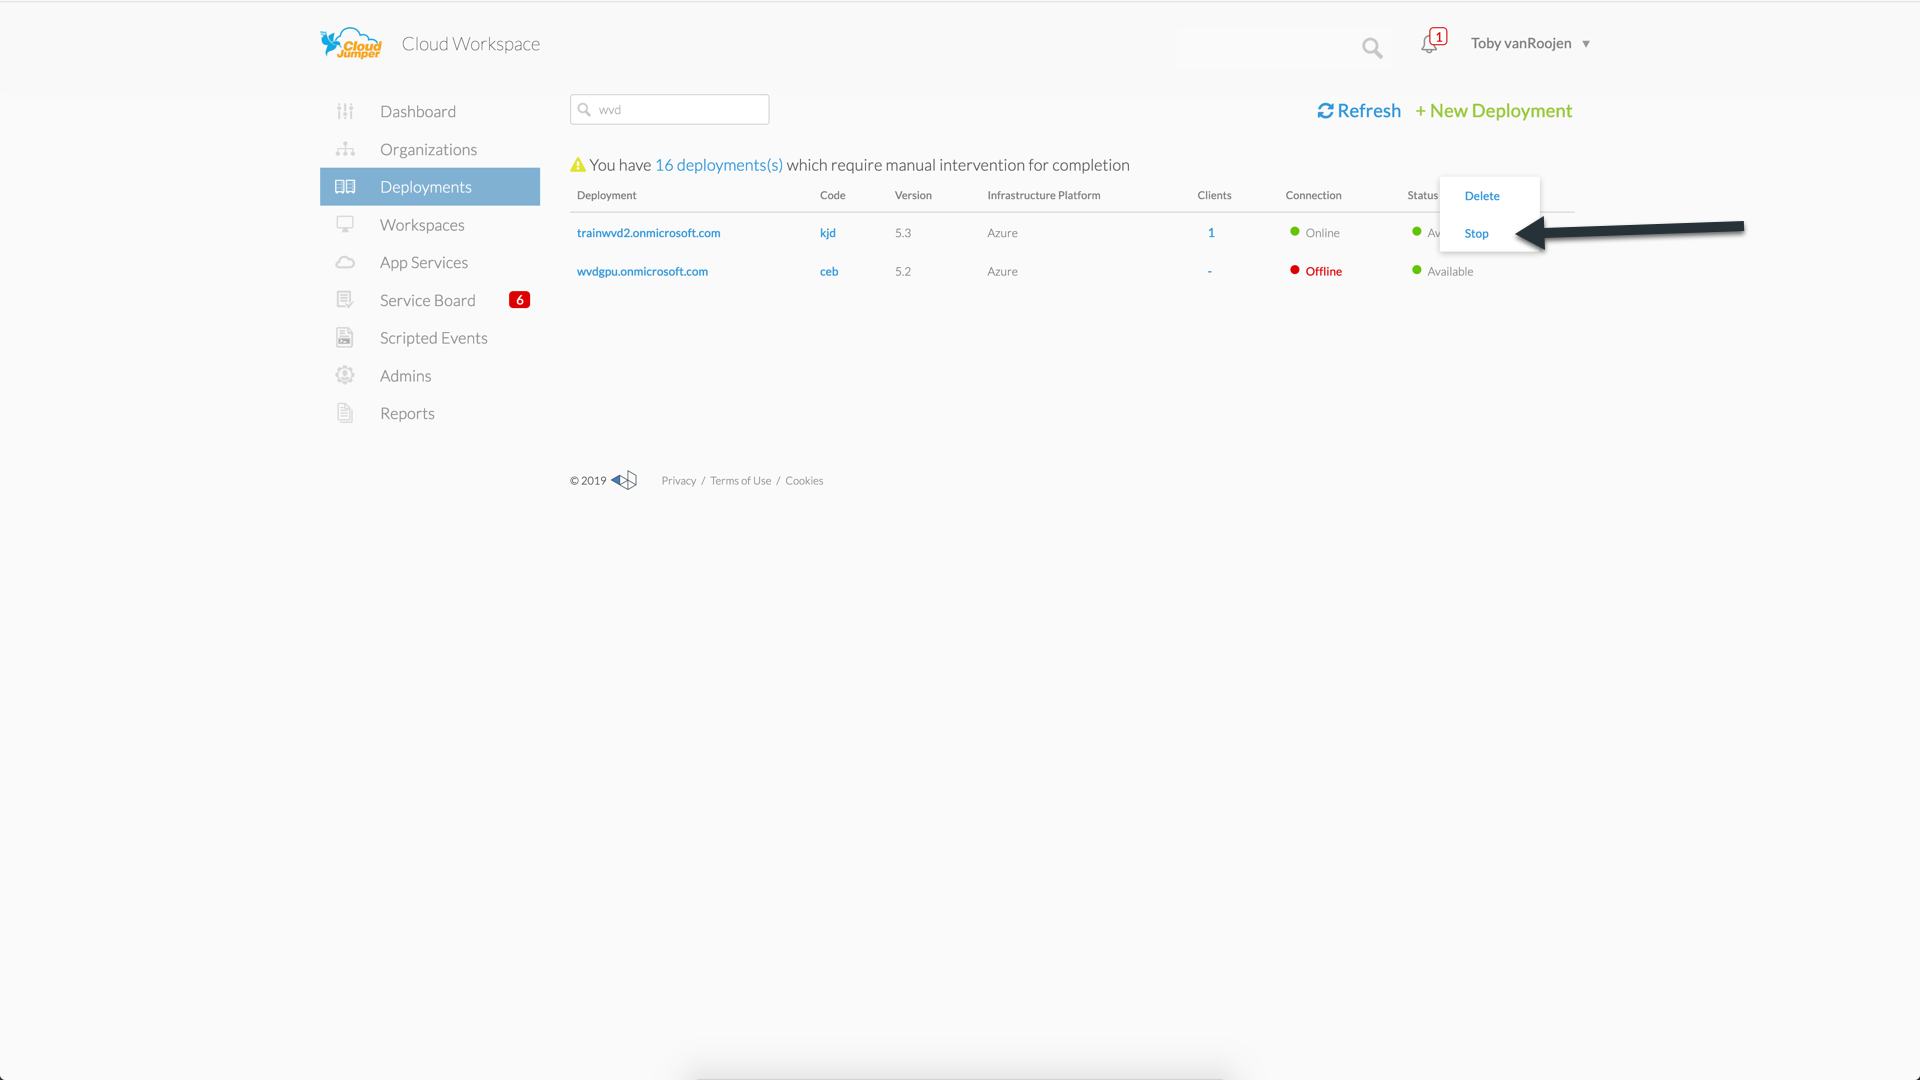 Cloud Jumper Cloud Workspace 1 Toby vanRoojen ▼
wvd Refresh + New Deployment
Dashboard
Organizations
Deployments
Workspaces
App Services
Service Board 6
Scripted Events
Admins
Reports
You have 16 deployments(s) which require manual intervention for completion
Deployment Code Version Infrastructure Platform Clients Connection Status
trainwvd2.onmicrosoft.com kjd 5.3 Azure 1 Online Av
wvdgpu.onmicrosoft.com ceb 5.2 Azure - Offline Available
Delete
Stop
© 2019 Privacy / Terms of Use / Cookies